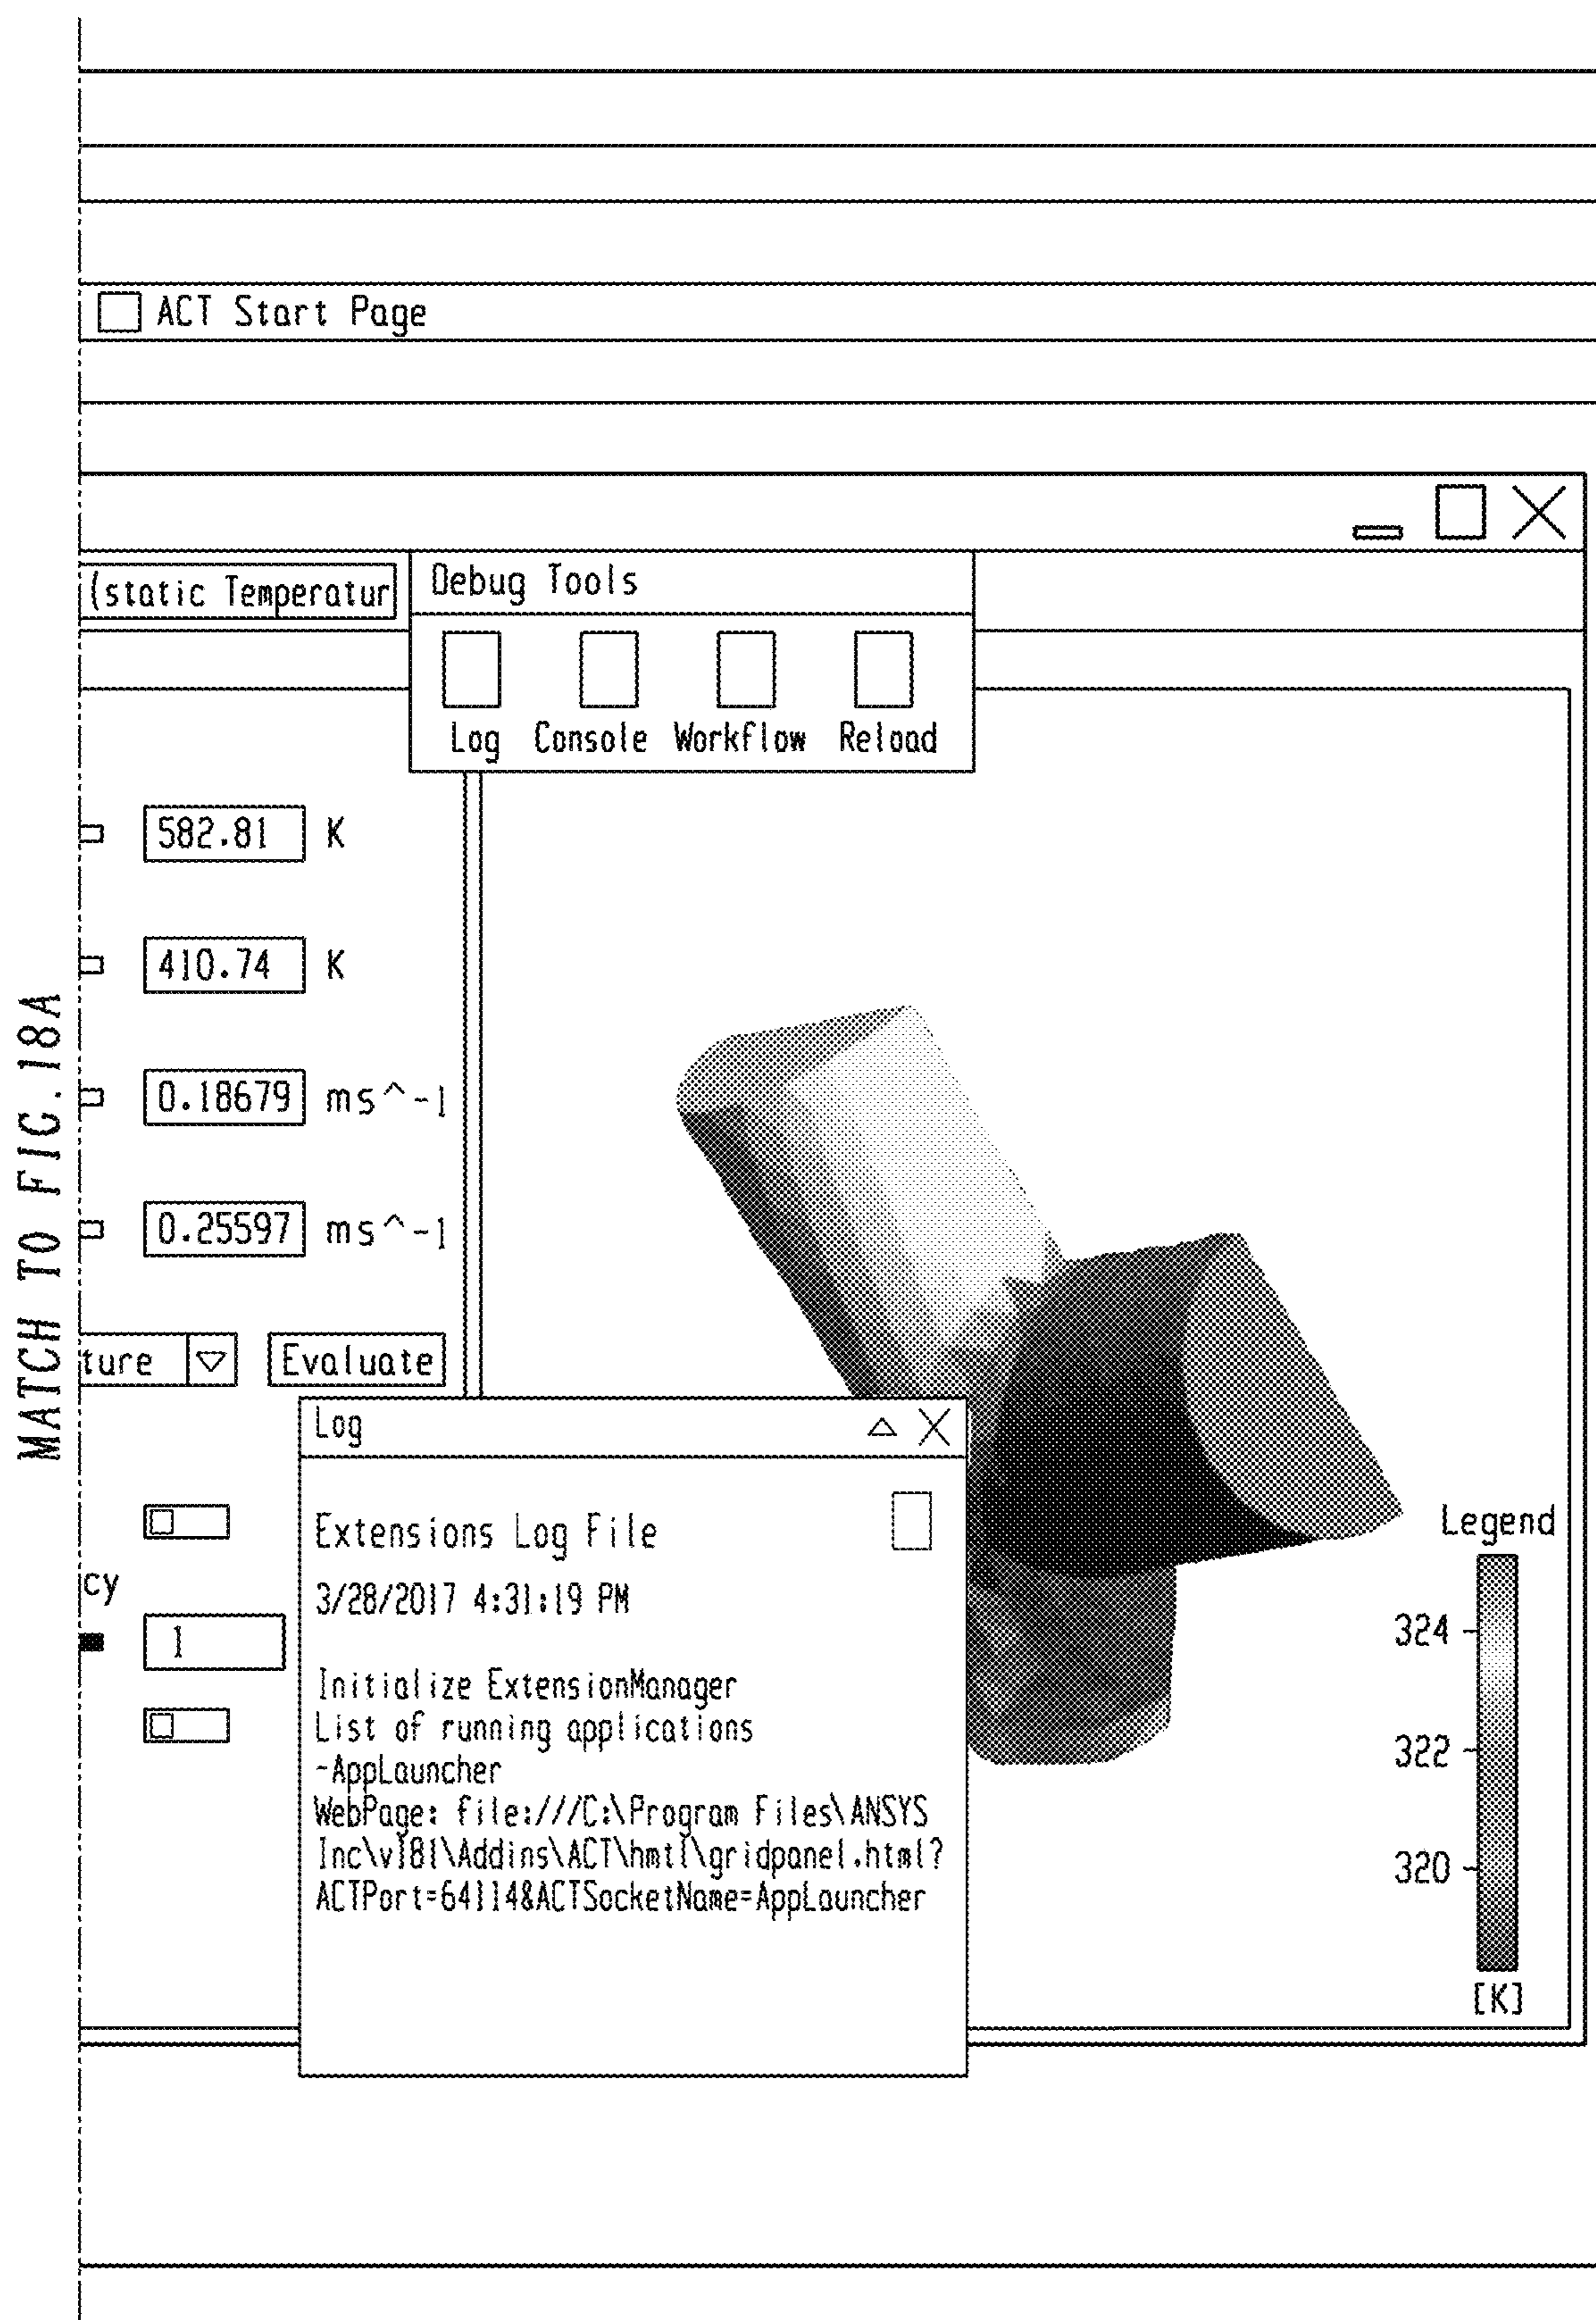 MATCH TO FIG.18A
ACT Start Page
(static Temperatur
Debug Tools
Log Console Workflow Reload
582.81 K
410.74 K
0.18679 ms^-1
0.25597 ms^-1
ture Evaluate
cy
1
Log
Extensions Log File
3/28/2017 4:31:19 PM
Initialize ExtensionManager
List of running applications
-AppLauncher
WebPage: file:///C:\Program Files\ANSYS
Inc\v181\Addins\ACT\hmtl\gridpanel.html?
ACTPort=64114&ACTSocketName=AppLauncher
Legend
324
322
320
[K]